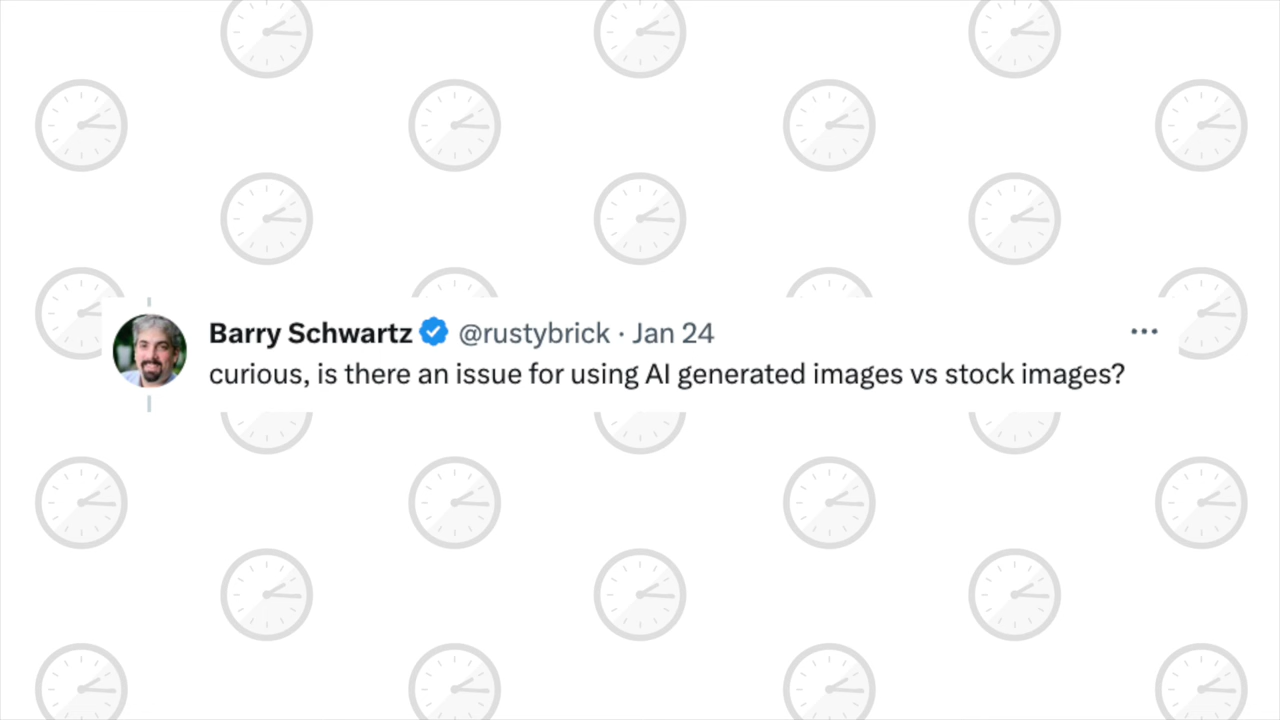 Barry Schwartz @rustybrick · Jan 24
curious, is there an issue for using AI generated images vs stock images?